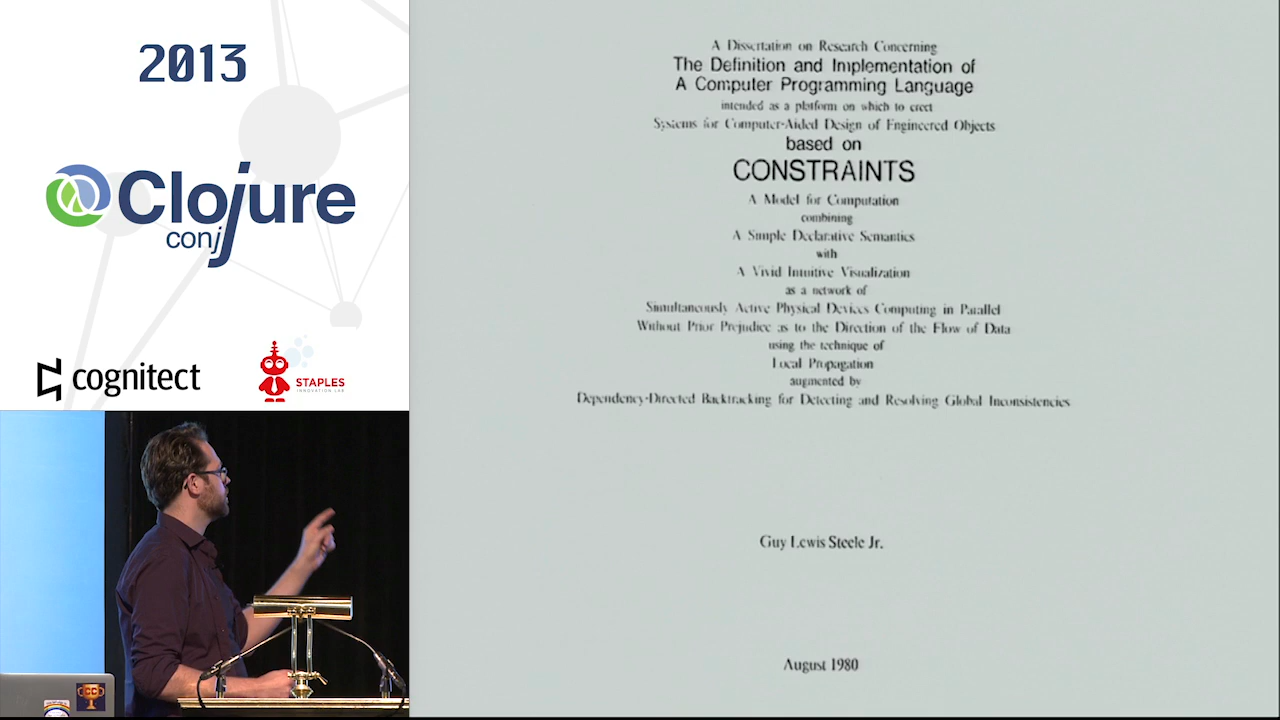 2013
Clojure
conj
cognitect
STAPLES
INNOVATION LAB
A Dissertation on Research Concerning
The Definition and Implementation of
A Computer Programming Language
intended as a platform on which to erect
Systems for Computer-Aided Design of Engineered Objects
based on
CONSTRAINTS
A Model for Computation
combining
A Simple Declarative Semantics
with
A Vivid Intuitive Visualization
as a network of
Simultaneously Active Physical Devices Computing in Parallel
Without Prior Prejudice as to the Direction of the Flow of Data
using the technique of
Local Propagation
augmented by
Dependency-Directed Backtracking for Detecting and Resolving Global Inconsistencies
Guy Lewis Steele Jr.
August 1980
CC